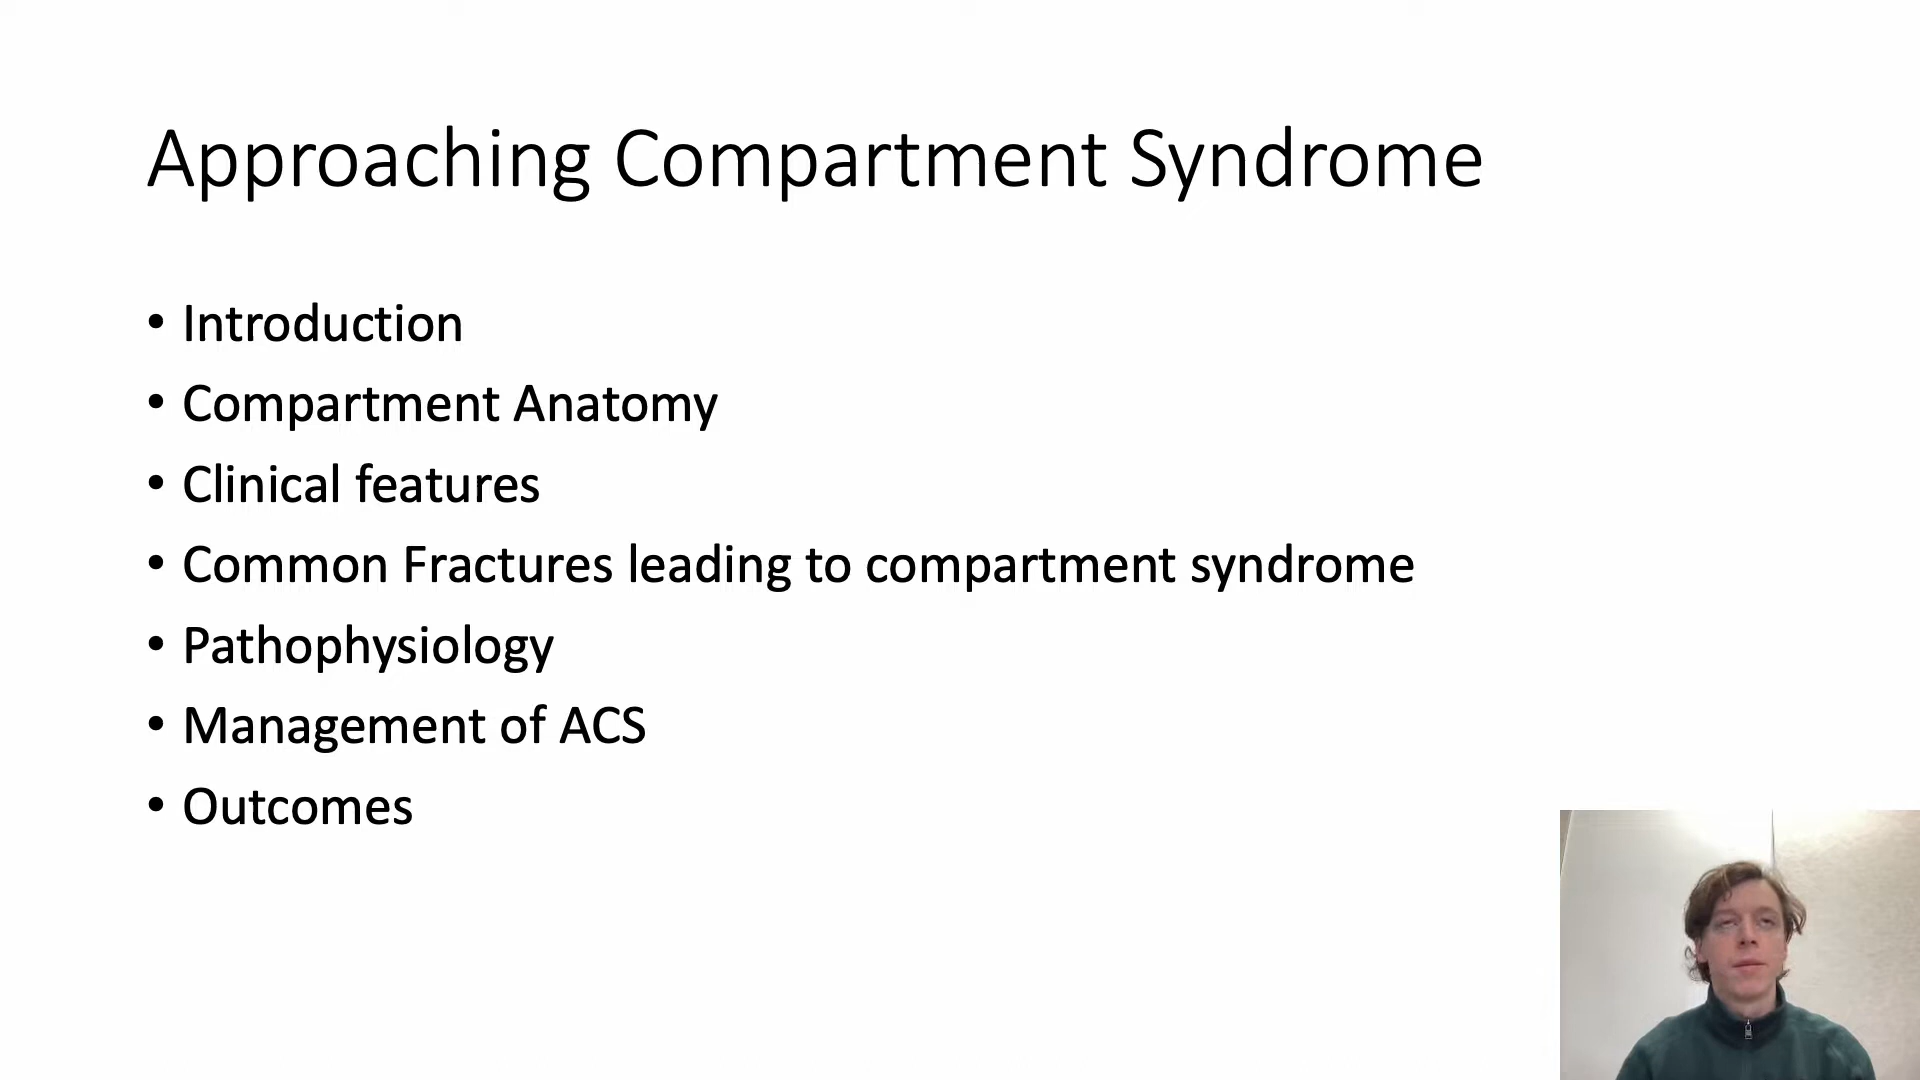 Approaching Compartment Syndrome
• Introduction
• Compartment Anatomy
• Clinical features
• Common Fractures leading to compartment syndrome
• Pathophysiology
• Management of ACS
• Outcomes